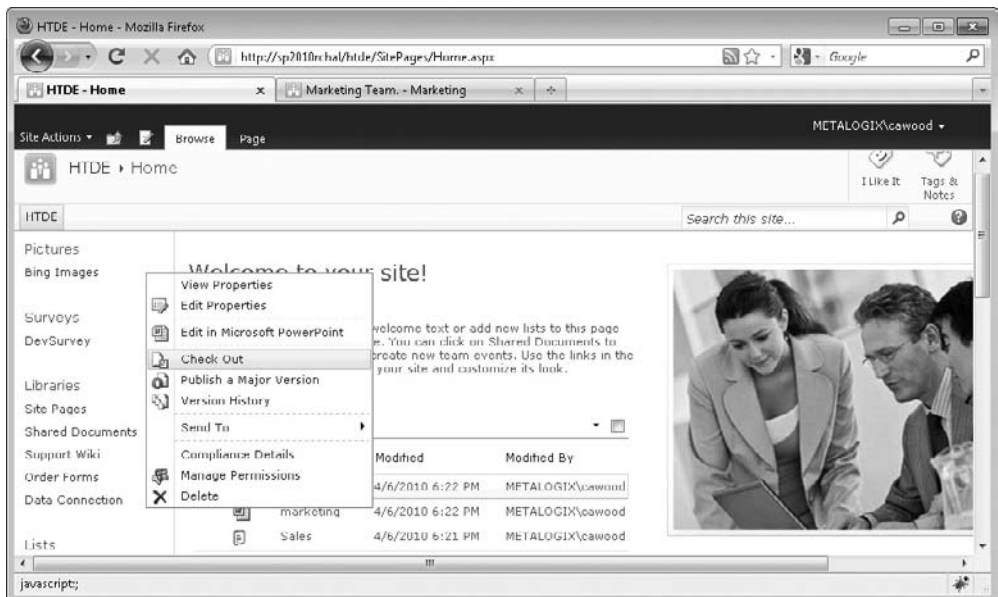 HTDE - Home - Mozilla Firefox
http://sp2010rchal/htde/SitePages/Home.aspx
Google
HTDE - Home
Marketing Team. - Marketing
METALOGIX\cawood
Site Actions
Browse
Page
HTDE
Home
I Like It
Tags & Notes
HTDE
Search this site...
Pictures
Bing Images
Surveys
DevSurvey
Libraries
Site Pages
Shared Documents
Support Wiki
Order Forms
Data Connection
Lists
Welcome to your site!
View Properties
Edit Properties
Edit in Microsoft PowerPoint
Check Out
Publish a Major Version
Version History
Send To
Compliance Details
Manage Permissions
Delete
welcome text or add new lists to this page
e. You can click on Shared Documents to
create new team events. Use the links in the
your site and customize its look.
Modified
Modified By
4/6/2010 6:22 PM
METALOGIX\cawood
marketing
4/6/2010 6:22 PM
METALOGIX\cawood
Sales
4/6/2010 6:21 PM
METALOGIX\cawood
javascript:;